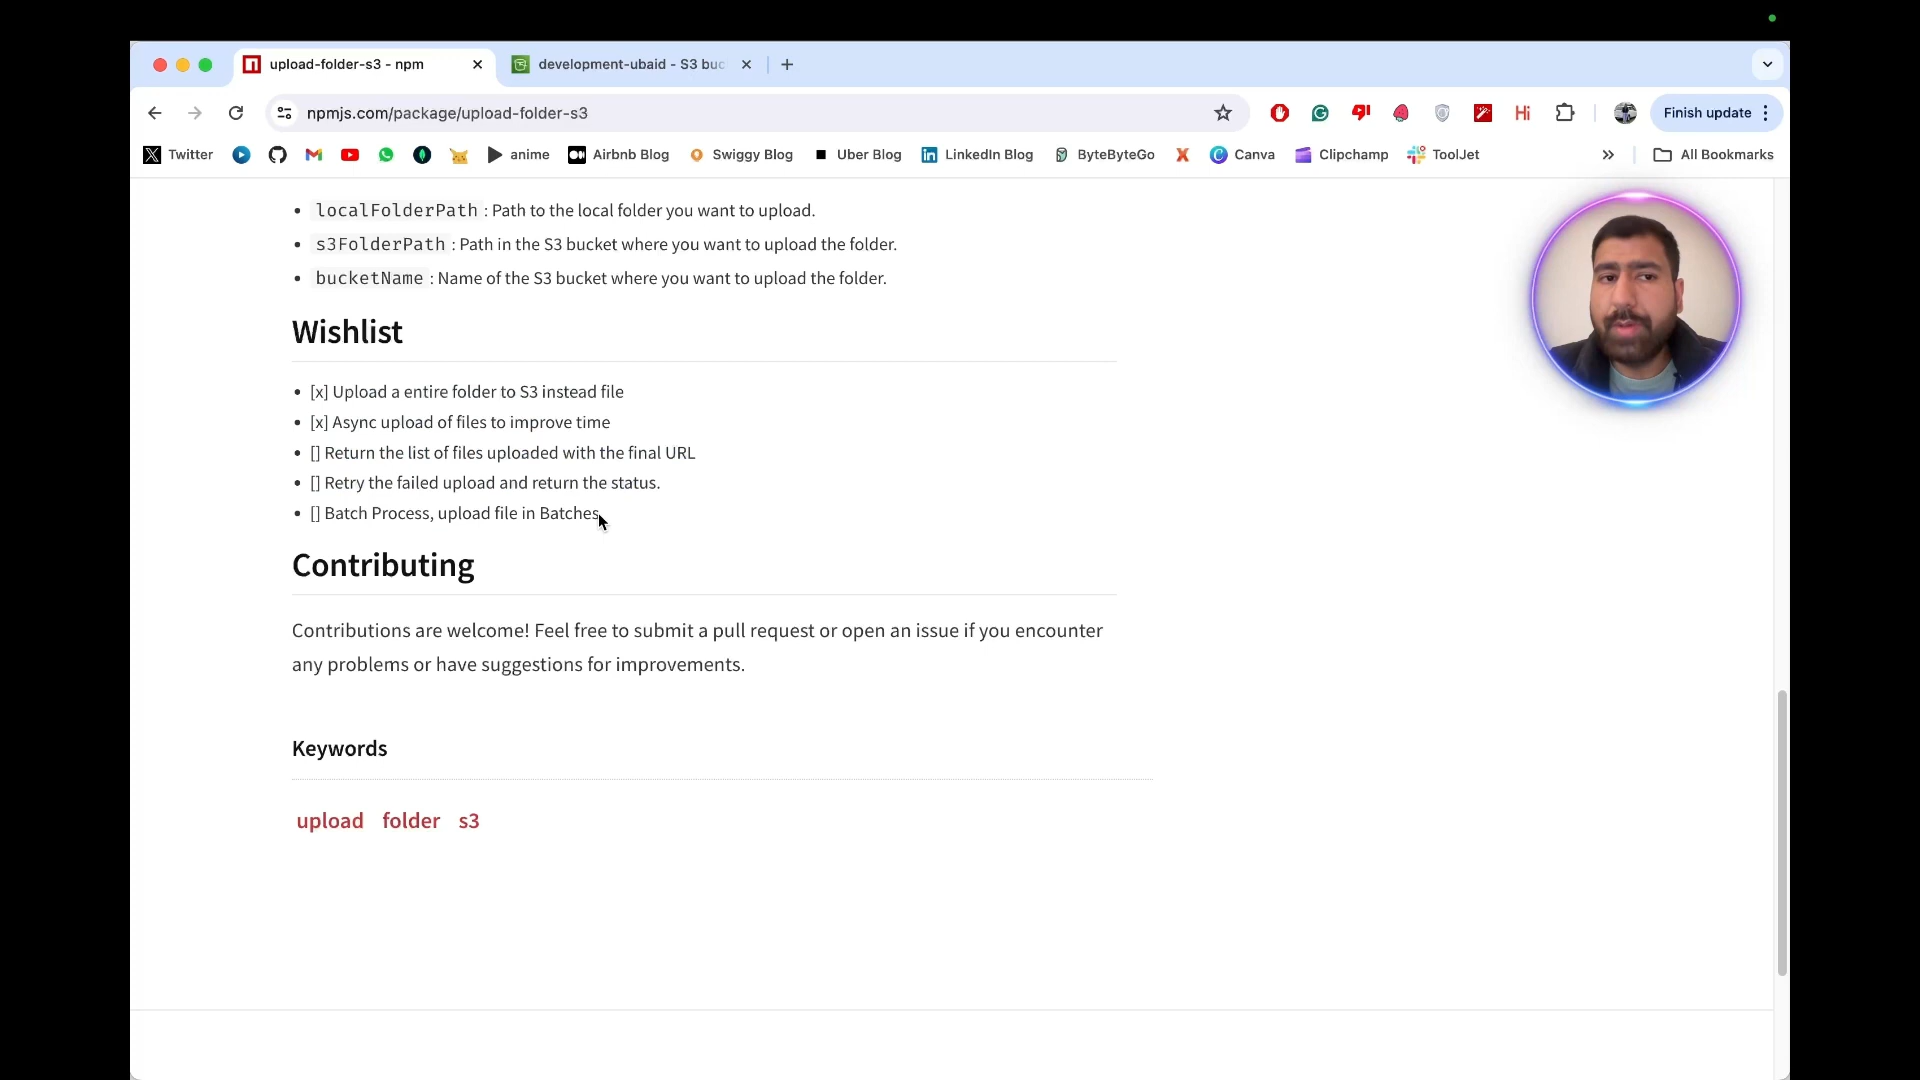 upload-folder-s3 - npm
development-ubaid - S3 buc
npmjs.com/package/upload-folder-s3
Hi
Finish update
Twitter
anime
Airbnb Blog
Swiggy Blog
Uber Blog
LinkedIn Blog
ByteByteGo
Canva
Clipchamp
ToolJet
All Bookmarks
• localFolderPath : Path to the local folder you want to upload.
• s3FolderPath : Path in the S3 bucket where you want to upload the folder.
• bucketName : Name of the S3 bucket where you want to upload the folder.
Wishlist
• [x] Upload a entire folder to S3 instead file
• [x] Async upload of files to improve time
• [] Return the list of files uploaded with the final URL
• [] Retry the failed upload and return the status.
• [] Batch Process, upload file in Batches
Contributing
Contributions are welcome! Feel free to submit a pull request or open an issue if you encounter
any problems or have suggestions for improvements.
Keywords
upload folder s3